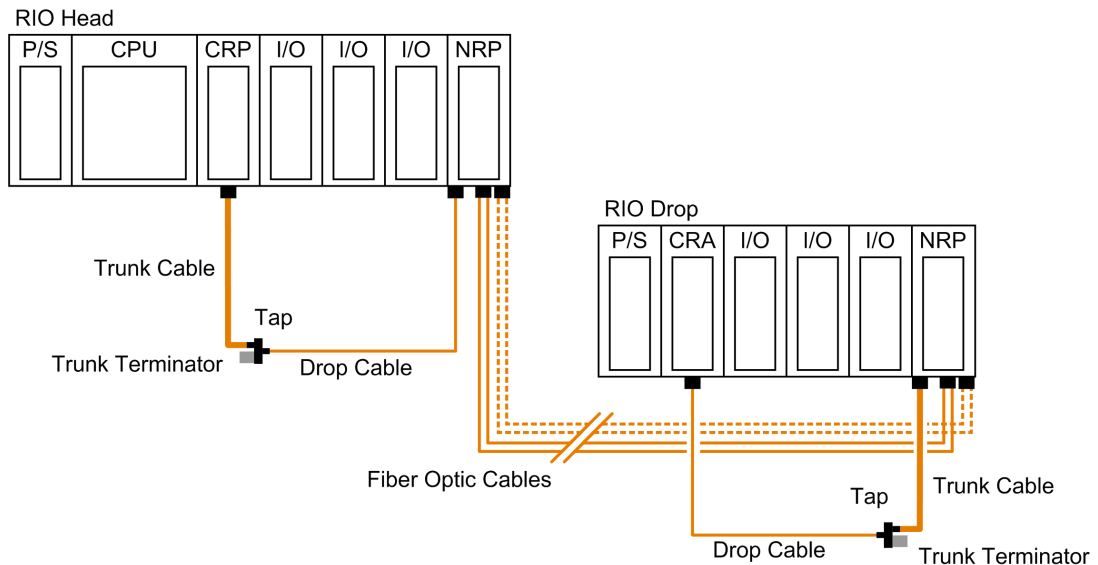 RIO Head
P/S CPU CRP I/O I/O I/O NRP
RIO Drop
P/S CRA I/O I/O I/O NRP
Trunk Cable
Tap
Trunk Terminator
Drop Cable
Fiber Optic Cables
Trunk Cable
Tap
Drop Cable
Trunk Terminator